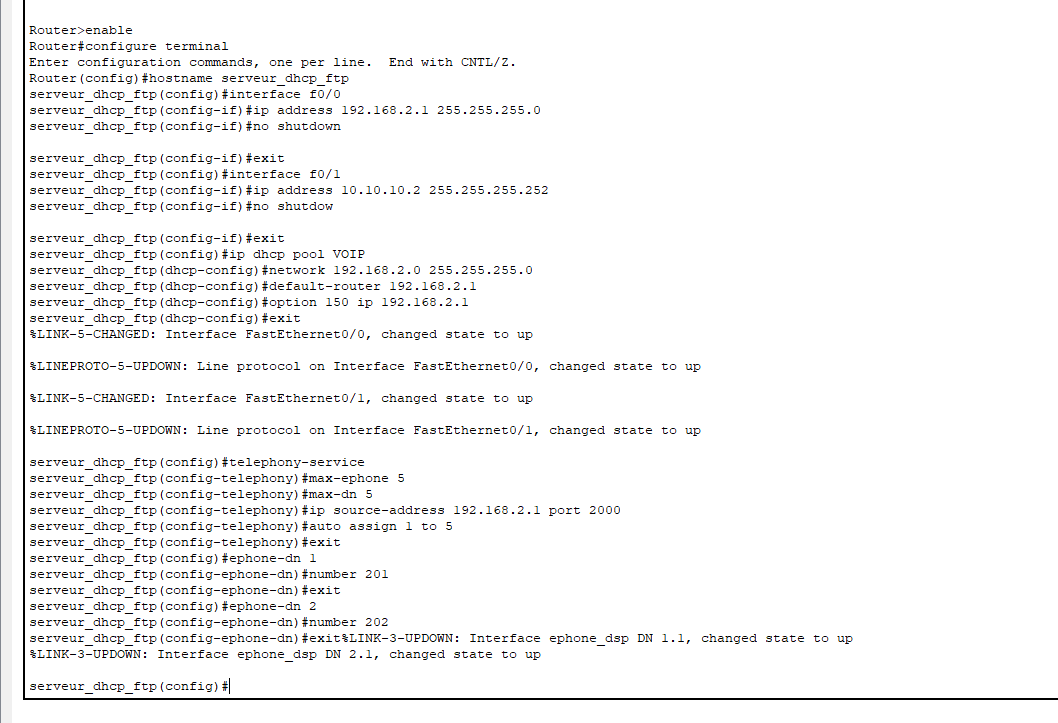 Router>enable
Router#configure terminal
Enter configuration commands, one per line.  End with CNTL/Z.
Router(config)#hostname serveur_dhcp_ftp
serveur_dhcp_ftp(config)#interface f0/0
serveur_dhcp_ftp(config-if)#ip address 192.168.2.1 255.255.255.0
serveur_dhcp_ftp(config-if)#no shutdown
serveur_dhcp_ftp(config-if)#exit
serveur_dhcp_ftp(config)#interface f0/1
serveur_dhcp_ftp(config-if)#ip address 10.10.10.2 255.255.255.252
serveur_dhcp_ftp(config-if)#no shutdow
serveur_dhcp_ftp(config-if)#exit
serveur_dhcp_ftp(config)#ip dhcp pool VOIP
serveur_dhcp_ftp(dhcp-config)#network 192.168.2.0 255.255.255.0
serveur_dhcp_ftp(dhcp-config)#default-router 192.168.2.1
serveur_dhcp_ftp(dhcp-config)#option 150 ip 192.168.2.1
serveur_dhcp_ftp(dhcp-config)#exit
%LINK-5-CHANGED: Interface FastEthernet0/0, changed state to up
%LINEPROTO-5-UPDOWN: Line protocol on Interface FastEthernet0/0, changed state to up
%LINK-5-CHANGED: Interface FastEthernet0/1, changed state to up
%LINEPROTO-5-UPDOWN: Line protocol on Interface FastEthernet0/1, changed state to up
serveur_dhcp_ftp(config)#telephony-service
serveur_dhcp_ftp(config-telephony)#max-ephone 5
serveur_dhcp_ftp(config-telephony)#max-dn 5
serveur_dhcp_ftp(config-telephony)#ip source-address 192.168.2.1 port 2000
serveur_dhcp_ftp(config-telephony)#auto assign 1 to 5
serveur_dhcp_ftp(config-telephony)#exit
serveur_dhcp_ftp(config)#ephone-dn 1
serveur_dhcp_ftp(config-ephone-dn)#number 201
serveur_dhcp_ftp(config-ephone-dn)#exit
serveur_dhcp_ftp(config)#ephone-dn 2
serveur_dhcp_ftp(config-ephone-dn)#number 202
serveur_dhcp_ftp(config-ephone-dn)#exit%LINK-3-UPDOWN: Interface ephone_dsp DN 1.1, changed state to up
%LINK-3-UPDOWN: Interface ephone_dsp DN 2.1, changed state to up
serveur_dhcp_ftp(config)#